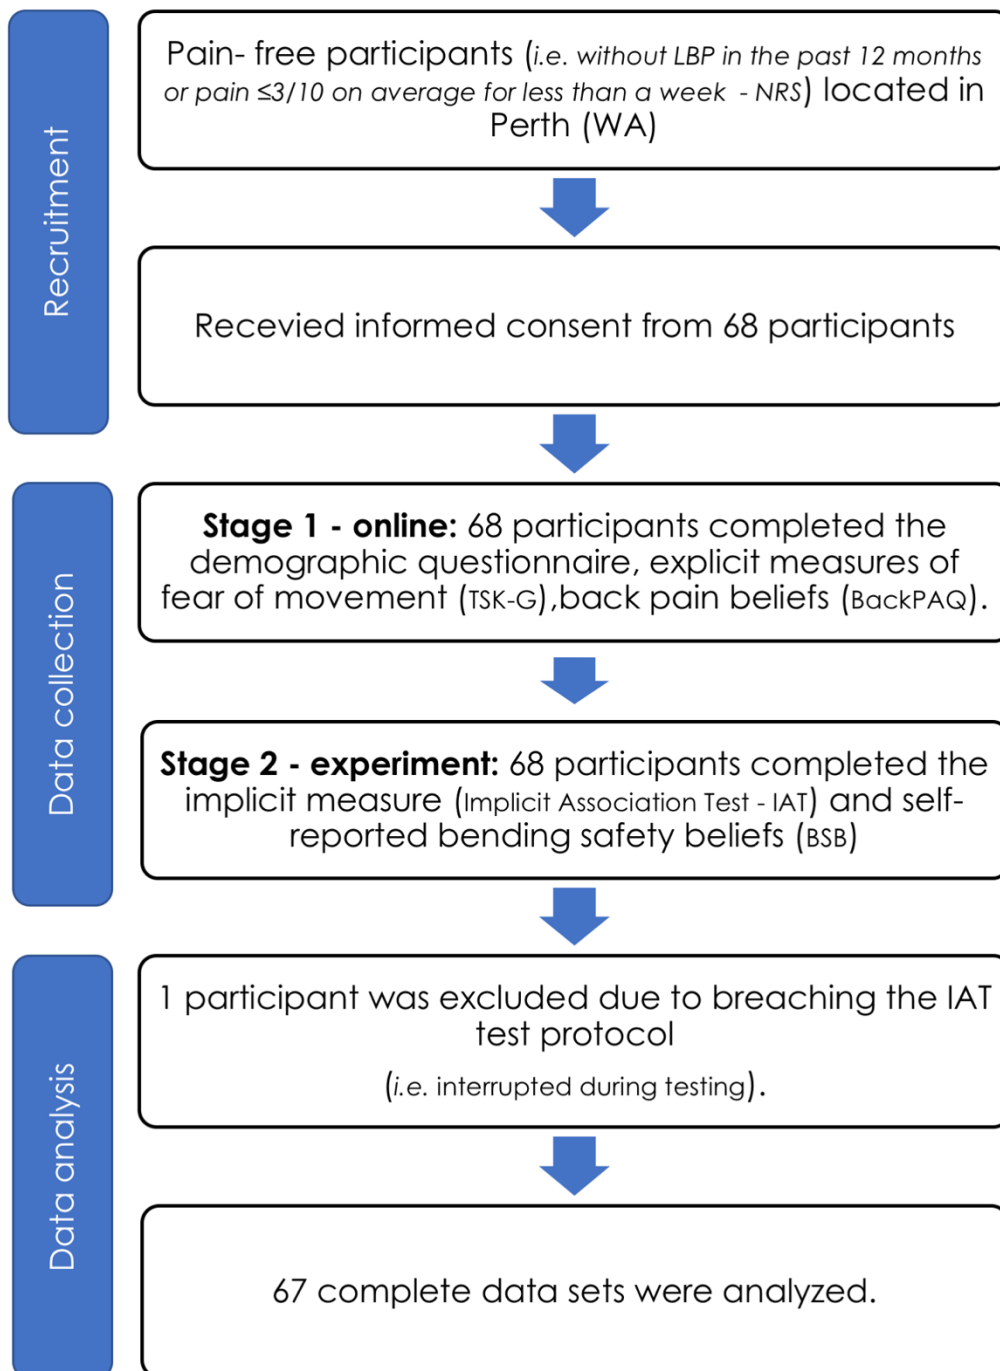 Recruitment
Pain- free participants (i.e. without LBP in the past 12 months
or pain ≤3/10 on average for less than a week - NRS) located in
Perth (WA)
Recevied informed consent from 68 participants
Data collection
Stage 1 - online: 68 participants completed the
demographic questionnaire, explicit measures of
fear of movement (TSK-G),back pain beliefs (BackPAQ).
Stage 2 - experiment: 68 participants completed the
implicit measure (Implicit Association Test - IAT) and self-
reported bending safety beliefs (BSB)
Data analysis
1 participant was excluded due to breaching the IAT
test protocol
(i.e. interrupted during testing).
67 complete data sets were analyzed.